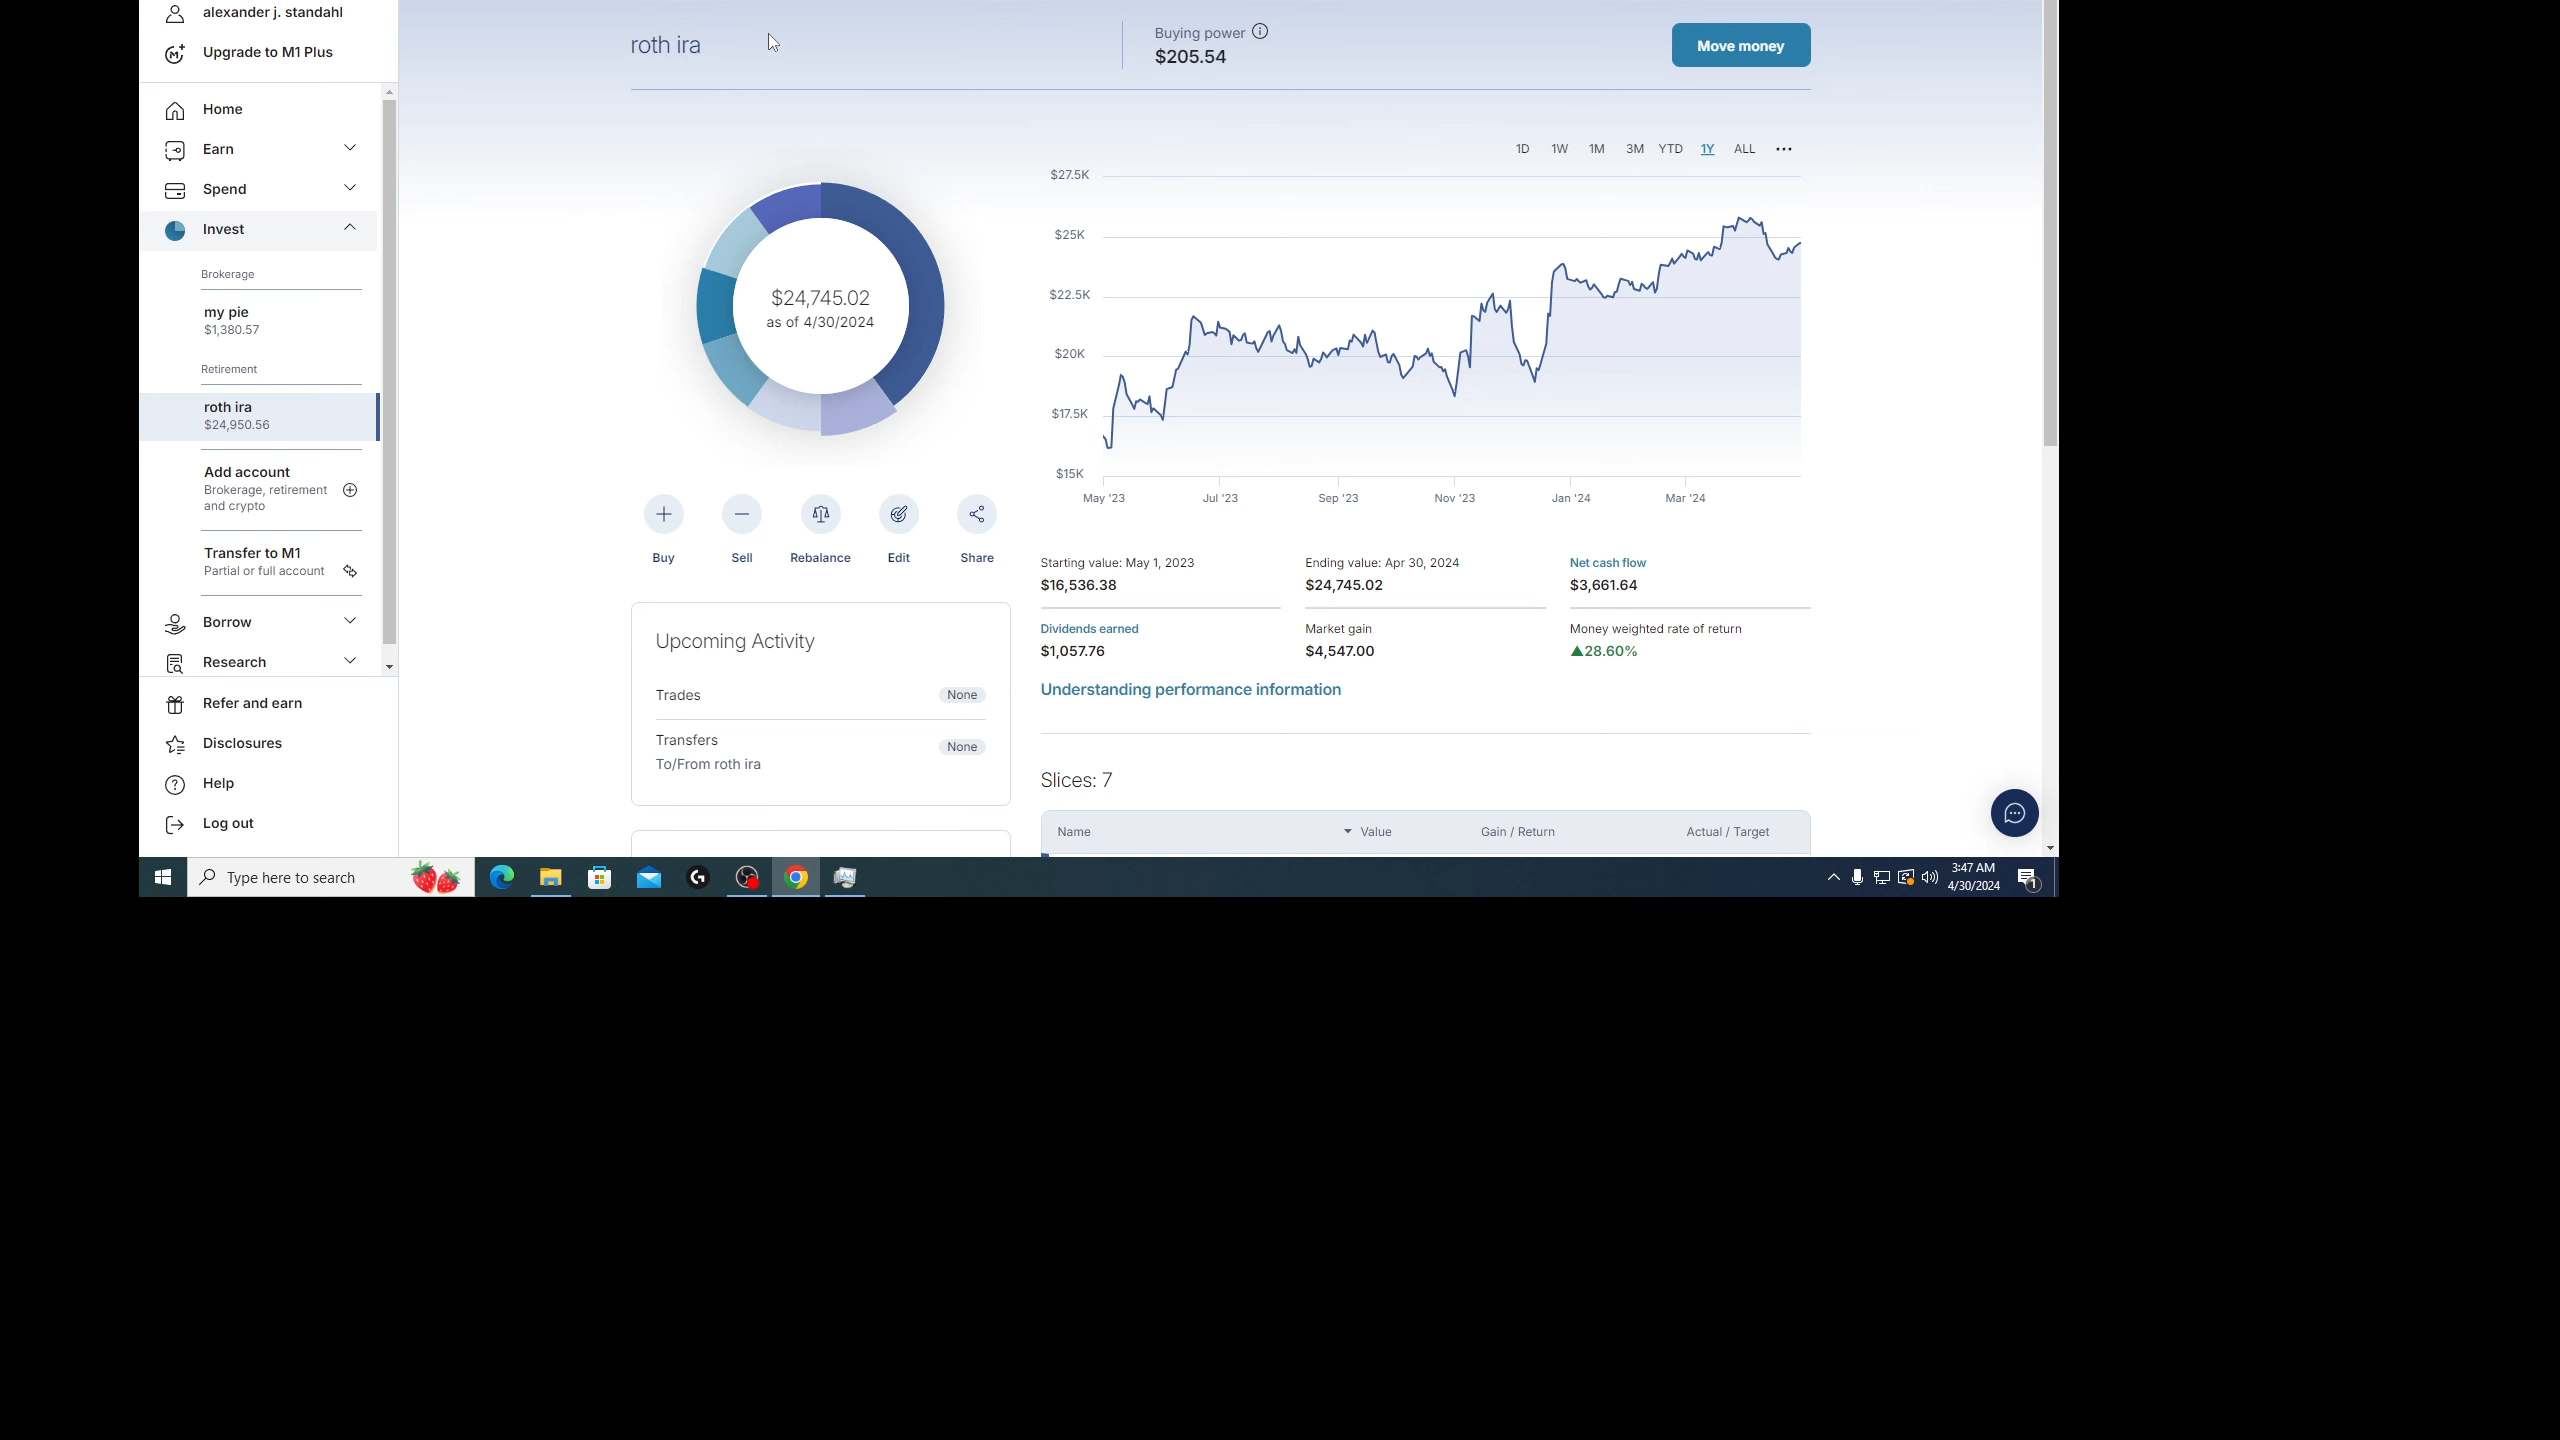 alexander j. standahl
Upgrade to M1 Plus
Home
Earn
Spend
Invest
Brokerage
my pie
$1,380.57
Retirement
roth ira
$24,950.56
Add account
Brokerage, retirement
and crypto
Transfer to M1
Partial or full account
Borrow
Research
Refer and earn
Disclosures
Help
Log out
roth ira
Buying power
$205.54
Move money
1D 1W 1M 3M YTD 1Y ALL
$24,745.02
as of 4/30/2024
$27.5K
$25K
$22.5K
$20K
$17.5K
$15K
May '23 Jul '23 Sep '23 Nov '23 Jan '24 Mar '24
Buy Sell Rebalance Edit Share
Upcoming Activity
Trades None
Transfers None
To/From roth ira
Starting value: May 1, 2023 Ending value: Apr 30, 2024 Net cash flow
$16,536.38 $24,745.02 $3,661.64
Dividends earned Market gain Money weighted rate of return
$1,057.76 $4,547.00 28.60%
Understanding performance information
Slices: 7
Name Value Gain / Return Actual / Target
Type here to search
3:47 AM
4/30/2024
1